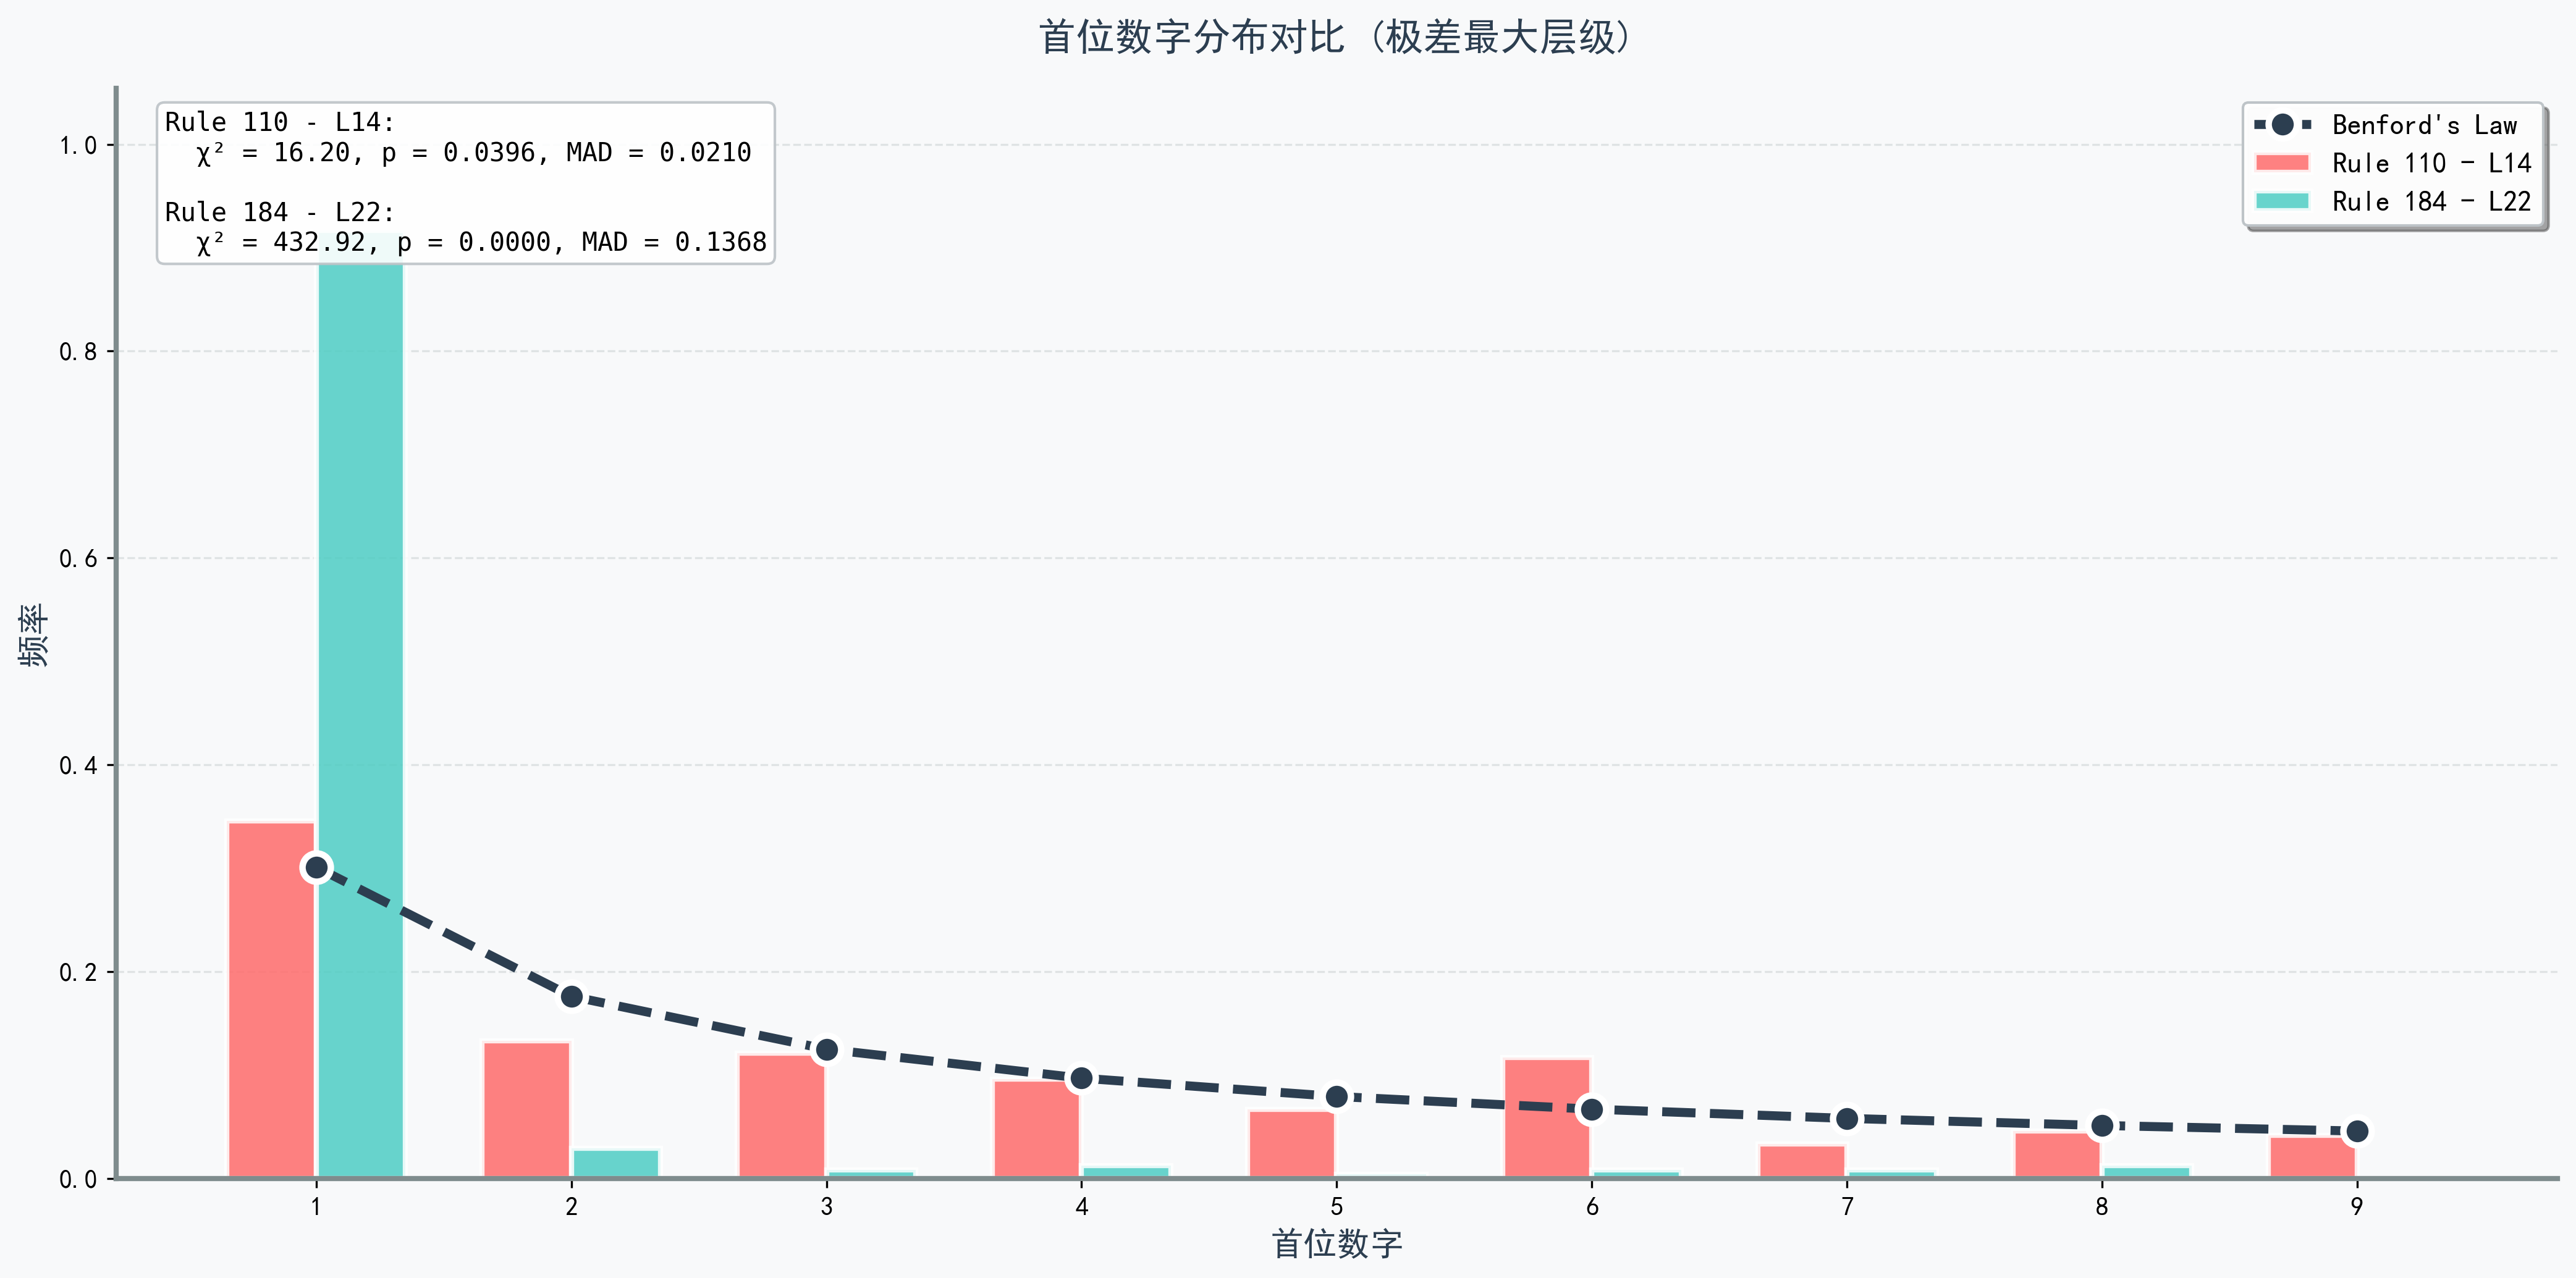 首位数字分布对比（极差最大层级）
Rule 110 - L14:
χ² = 16.20, p = 0.0396, MAD = 0.0210
Rule 184 - L22:
χ² = 432.92, p = 0.0000, MAD = 0.1368
Benford's Law
Rule 110 - L14
Rule 184 - L22
频率
1.0
0.8
0.6
0.4
0.2
0.0
1 2 3 4 5 6 7 8 9
首位数字